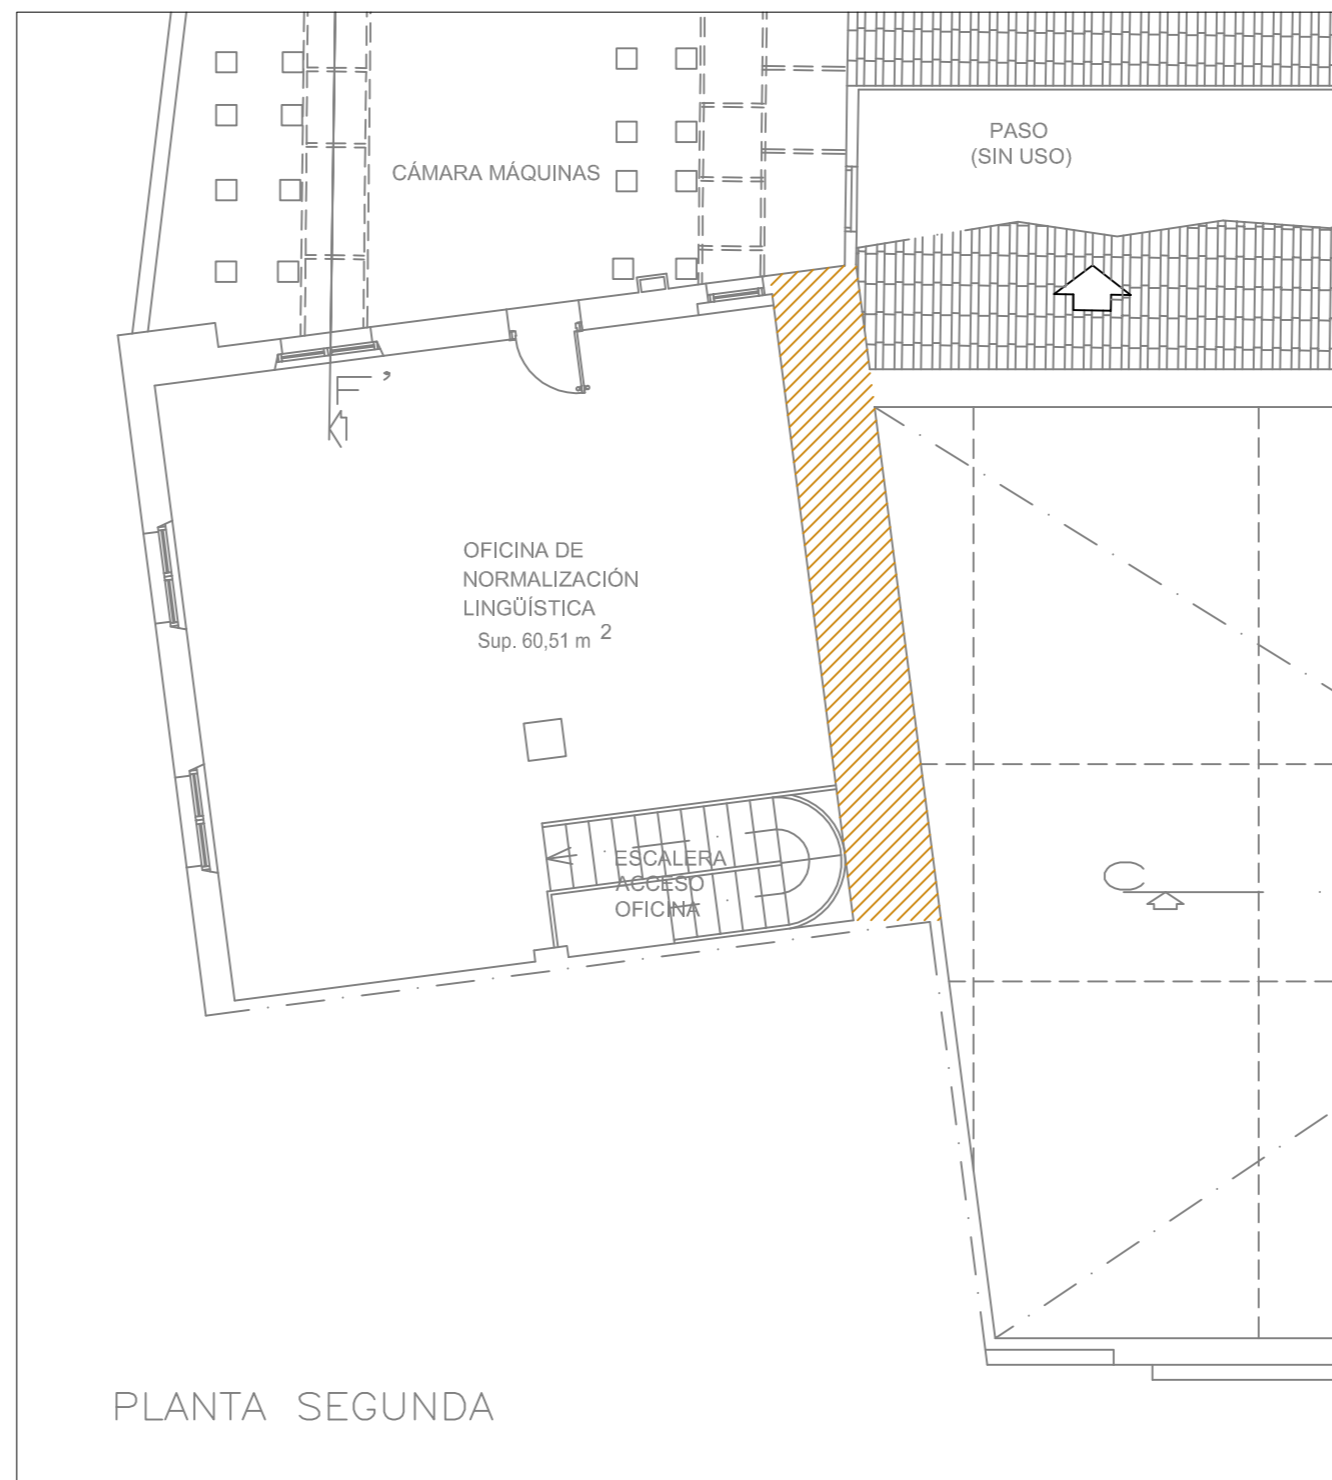 PASO
(SIN USO)
CÁMARA MÁQUINAS
F'
OFICINA DE
NORMALIZACIÓN
LINGÜÍSTICA
Sup. 60,51 m 2
ESCALERA
ACCESO
OFICINA
C
PLANTA SEGUNDA